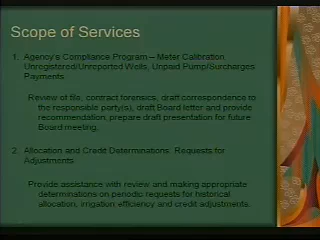 Scope of Services
1. Agency's Compliance Program – Meter Calibration
Unregistered/Unreported Wells, Unpaid Pump/Surcharges
Payments
Review of file, contract forensics, draft correspondence to
the responsible party(s), draft Board letter and provide
recommendation, prepare draft presentation for future
Board meeting.
2. Allocation and Credit Determinations: Requests for
Adjustments
Provide assistance with review and making appropriate
determinations on periodic requests for historical
allocation, irrigation efficiency and credit adjustments.